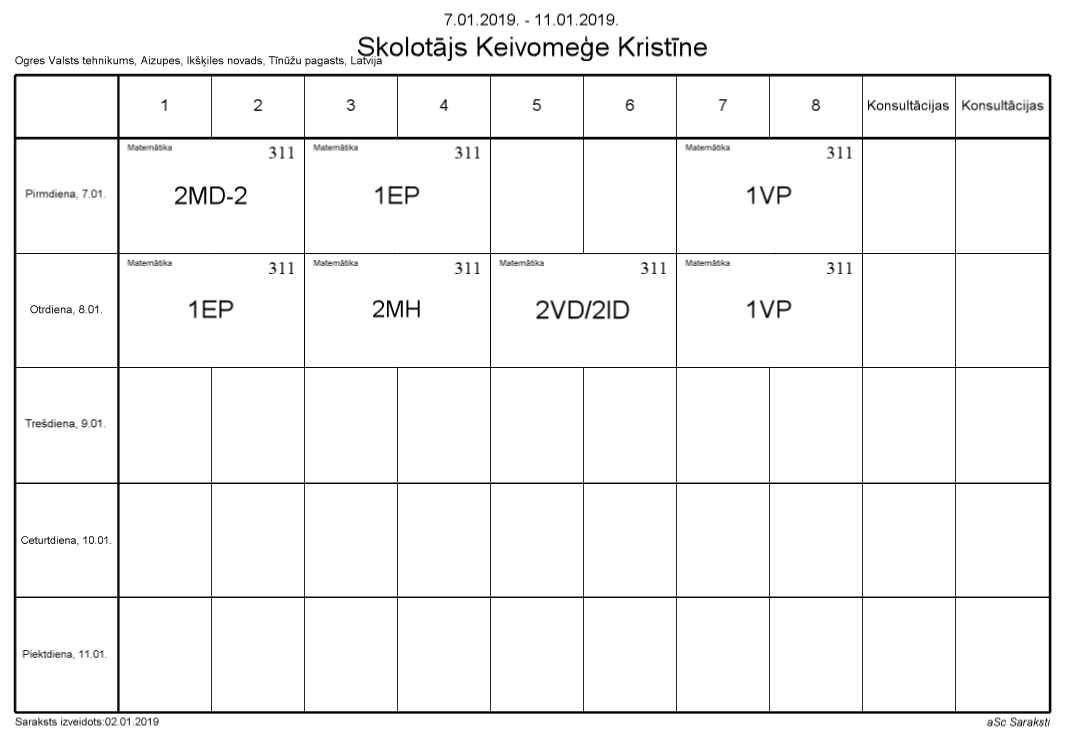 7.01.2019. - 11.01.2019.
Skolotājs Keivomeģe Kristīne
Ogres Valsts tehnikums, Aizupes, Ikšķiles novads, Tīnūžu pagasts, Latvija
1 2 3 4 5 6 7 8 Konsultācijas Konsultācijas
Matemātika 311 Matemātika 311 Matemātika 311
Pirmdiena, 7.01. 2MD-2 1EP 1VP
Matemātika 311 Matemātika 311 Matemātika 311 Matemātika 311
Otrdiena, 8.01. 1EP 2MH 2VD/2ID 1VP
Trešdiena, 9.01.
Ceturtdiena, 10.01.
Piektdiena, 11.01.
Saraksts izveidots:02.01.2019 aSc Saraksti